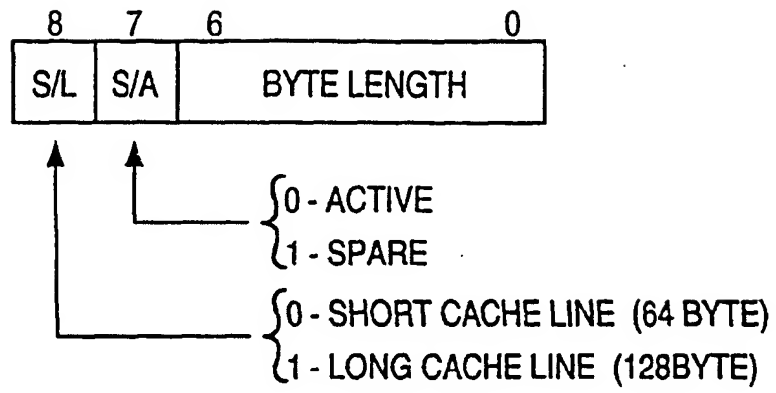 8 7 6 0
S/L S/A BYTE LENGTH
0 - ACTIVE
1 - SPARE
0 - SHORT CACHE LINE (64 BYTE)
1 - LONG CACHE LINE (128BYTE)